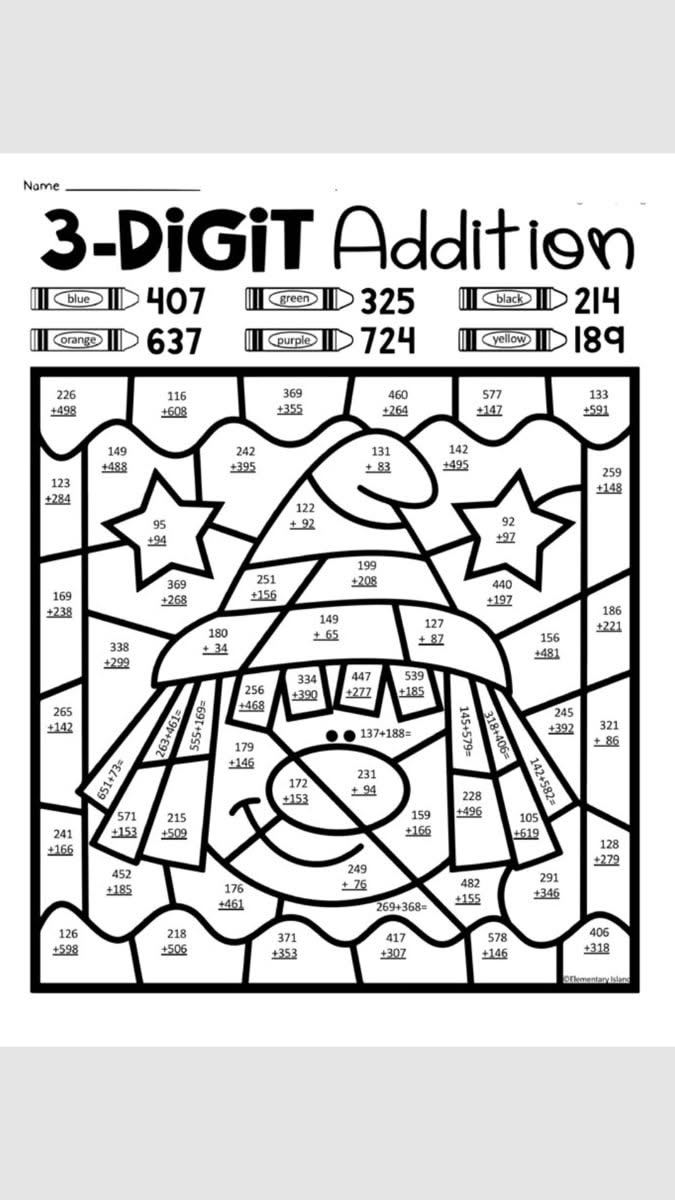 Name
3-DiGiT Addition
blue 407 green 325 black 214
orange 637 purple 724 yellow 189
226 116 369 460 577 133
+498 +608 +355 +264 +147 +591
149 242 131 142
+488 +395 + 83 +495
123 259
+284 +148
122
+ 92
95 92
+94 +97
369 251 199 440
+268 +156 +208 +197
169 186
+238 +221
180 149 127
+ 34 + 65 + 87
338 156
+299 +481
256 334 447 539
+468 +390 +277 +185
265 245 321
+142 +392 + 86
651+73=
263+461=
555+169=
137+188=
145+579=
318+406=
142+582=
179
+146
172 231
+153 + 94
571 215 159 228 105
+153 +509 +166 +496 +619
241 128
+166 +279
452 176 249 482 291
+185 +461 + 76 +155 +346
269+368=
126 218 371 417 578 406
+598 +506 +353 +307 +146 +318
©Elementary Island